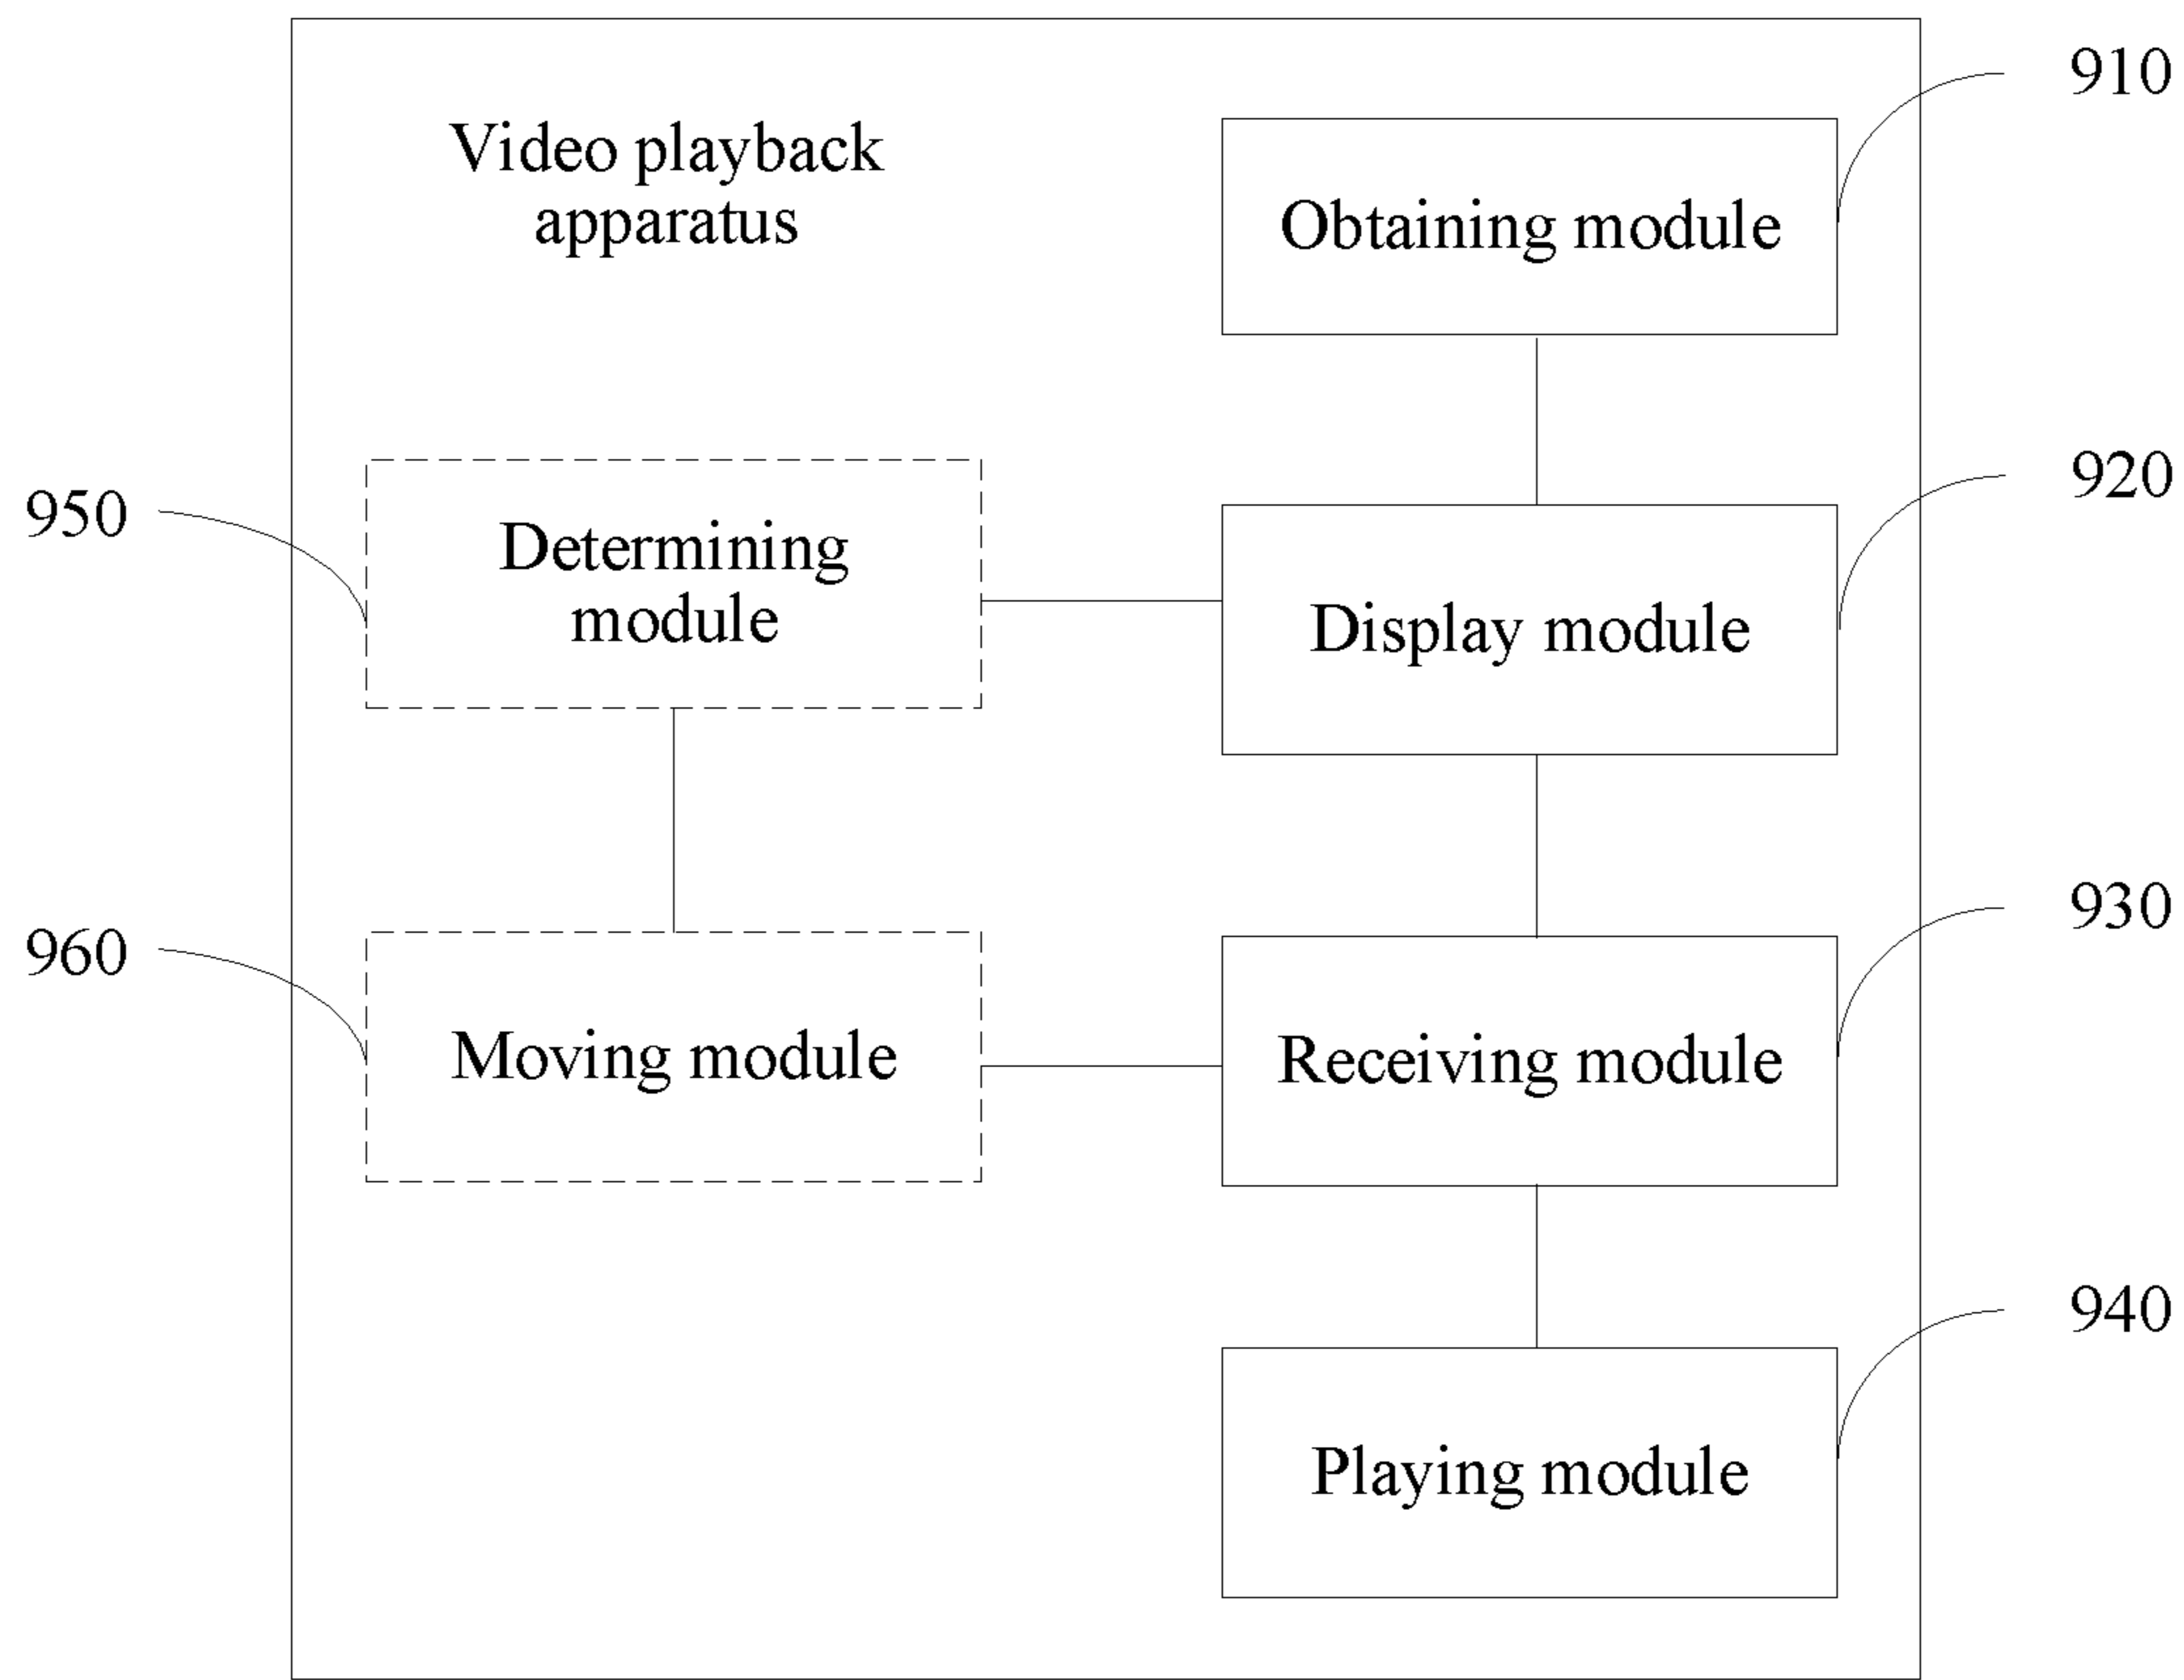 Video playback
apparatus
910
Obtaining module
920
950
Determining
module
Display module
930
960
Moving module
Receiving module
940
Playing module